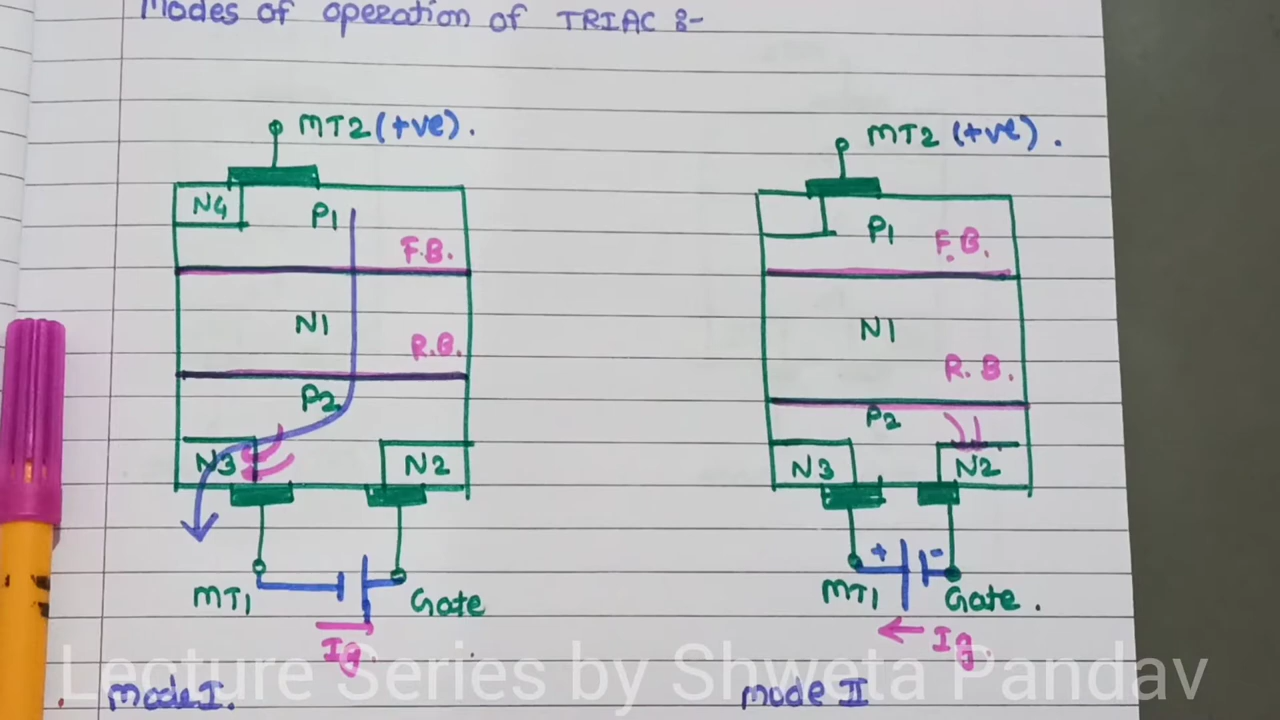 Modes of operation of TRIAC :-
MT2 (+ve).
N4
P1
F.B.
N1
R.B.
P2
N3
N2
MT1
Gate
Ig.
Mode I.
MT2 (+ve).
P1
F.B.
N1
R.B.
P2
N3
N2
+ -
MT1
Gate.
Ig
Mode II
Lecture Series by Shweta Pandav